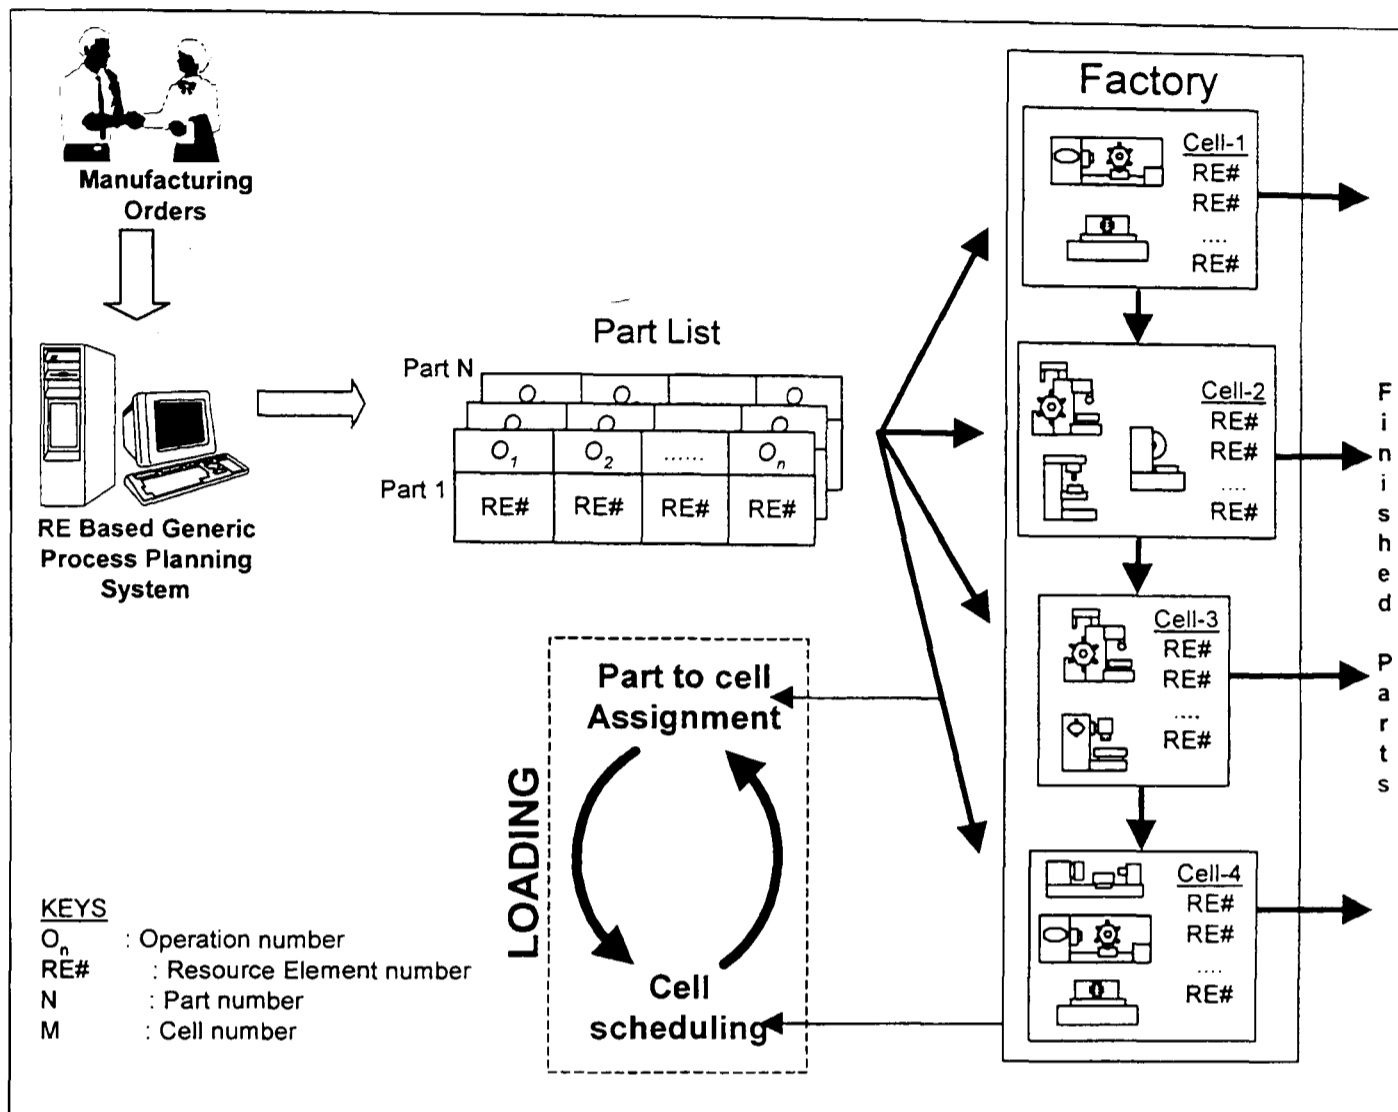 Manufacturing
Orders
RE Based Generic
Process Planning
System
Part List
Part N
O O O
O O O
O1 O2 ...... On
Part 1
RE# RE# RE# RE#
Factory
Cell-1
RE#
RE#
....
RE#
Cell-2
RE#
RE#
....
RE#
Cell-3
RE#
RE#
....
RE#
Cell-4
RE#
RE#
....
RE#
Finished Parts
LOADING
Part to cell
Assignment
Cell
scheduling
KEYS
On : Operation number
RE# : Resource Element number
N : Part number
M : Cell number